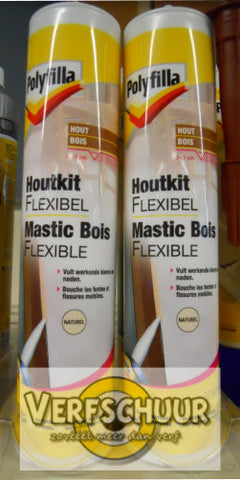 Polyfilla
HOUT
BOIS
Houtkit
FLEXIBEL
Mastic Bois
FLEXIBLE
Vult werkende kieren en
naden.
Bouche les fentes et
fissures mobiles.
NATUREL
Polyfilla
HOUT
BOIS
Houtkit
FLEXIBEL
Mastic Bois
FLEXIBLE
Vult werkende
naden.
Bouche les fentes et
fissures mobiles.
NATUREL
VERFSCHUUR
zoveel meer dan verf